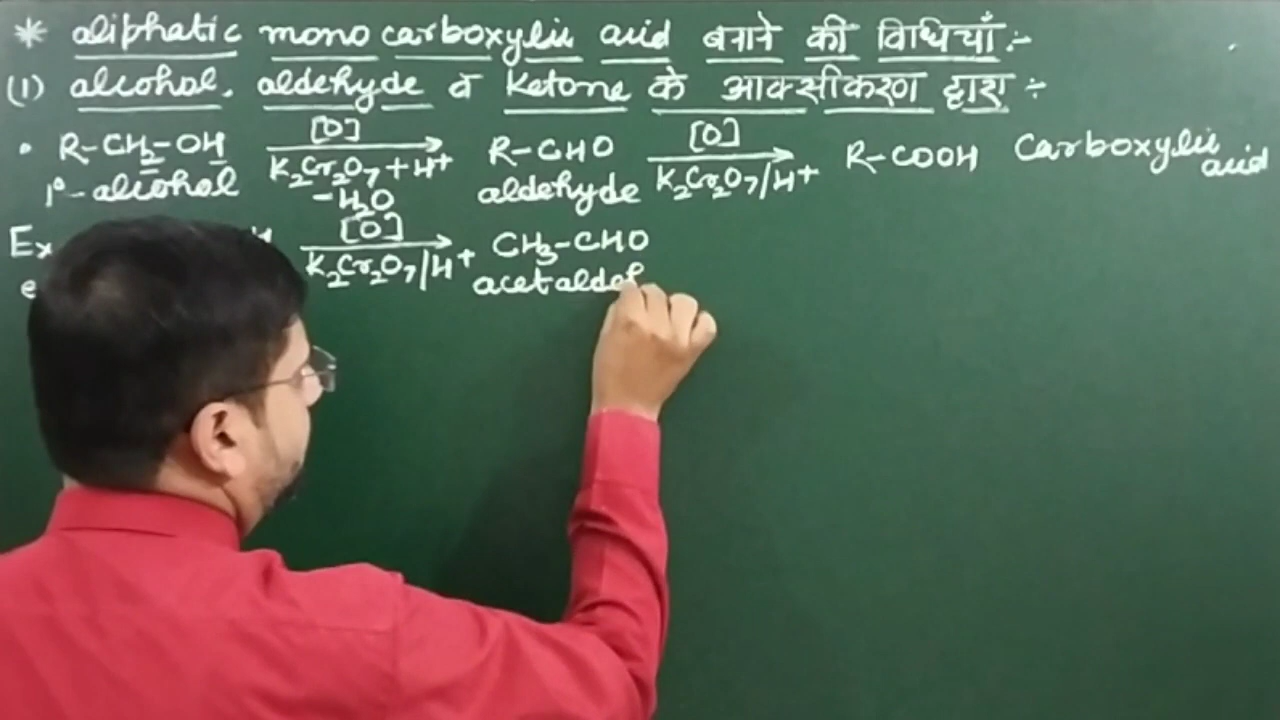 * aliphatic mono carboxylic acid बनाने की विधियाँ :-
(1) alcohol, aldehyde व ketone के आक्सीकरण द्वारा ÷
• R-CH2-OH [O] K2Cr2O7+H+ -H2O R-CHO [O] K2Cr2O7/H+ R-COOH Carboxylic acid
1°-alcohol aldehyde
Ex [O] K2Cr2O7/H+ CH3-CHO
acetaldeh